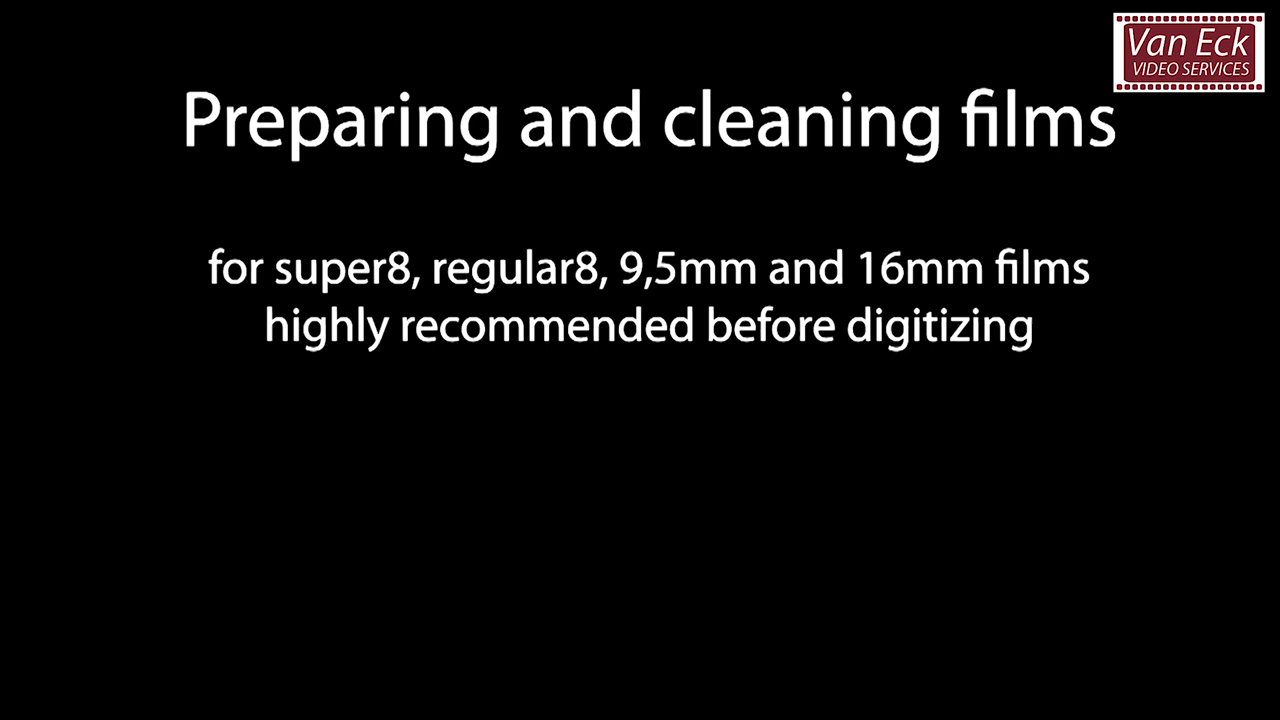 Van Eck
VIDEO SERVICES
Preparing and cleaning films
for super8, regular8, 9,5mm and 16mm films
highly recommended before digitizing